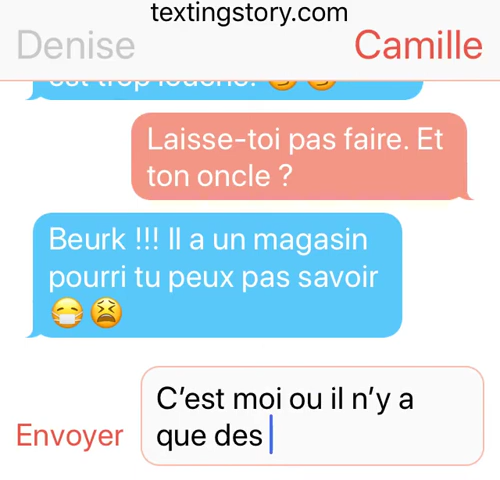 textingstory.com
Denise
Camille
Laisse-toi pas faire. Et
ton oncle ?
Beurk !!! Il a un magasin
pourri tu peux pas savoir
😷 😫
C’est moi ou il n’y a
Envoyer
que des